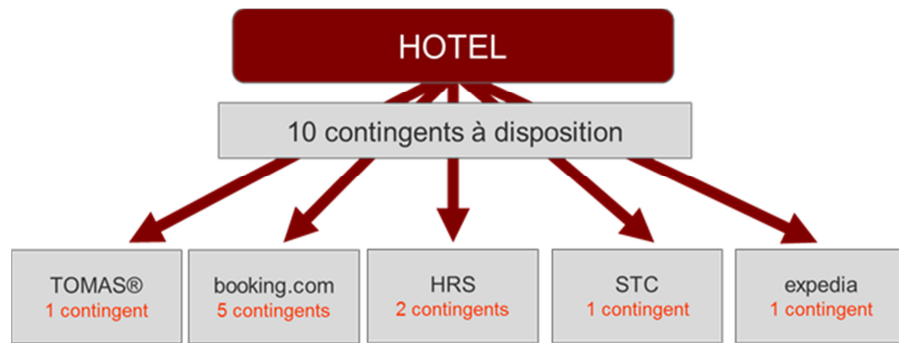 HOTEL
10 contingents à disposition
TOMAS®
1 contingent
booking.com
5 contingents
HRS
2 contingents
STC
1 contingent
expedia
1 contingent